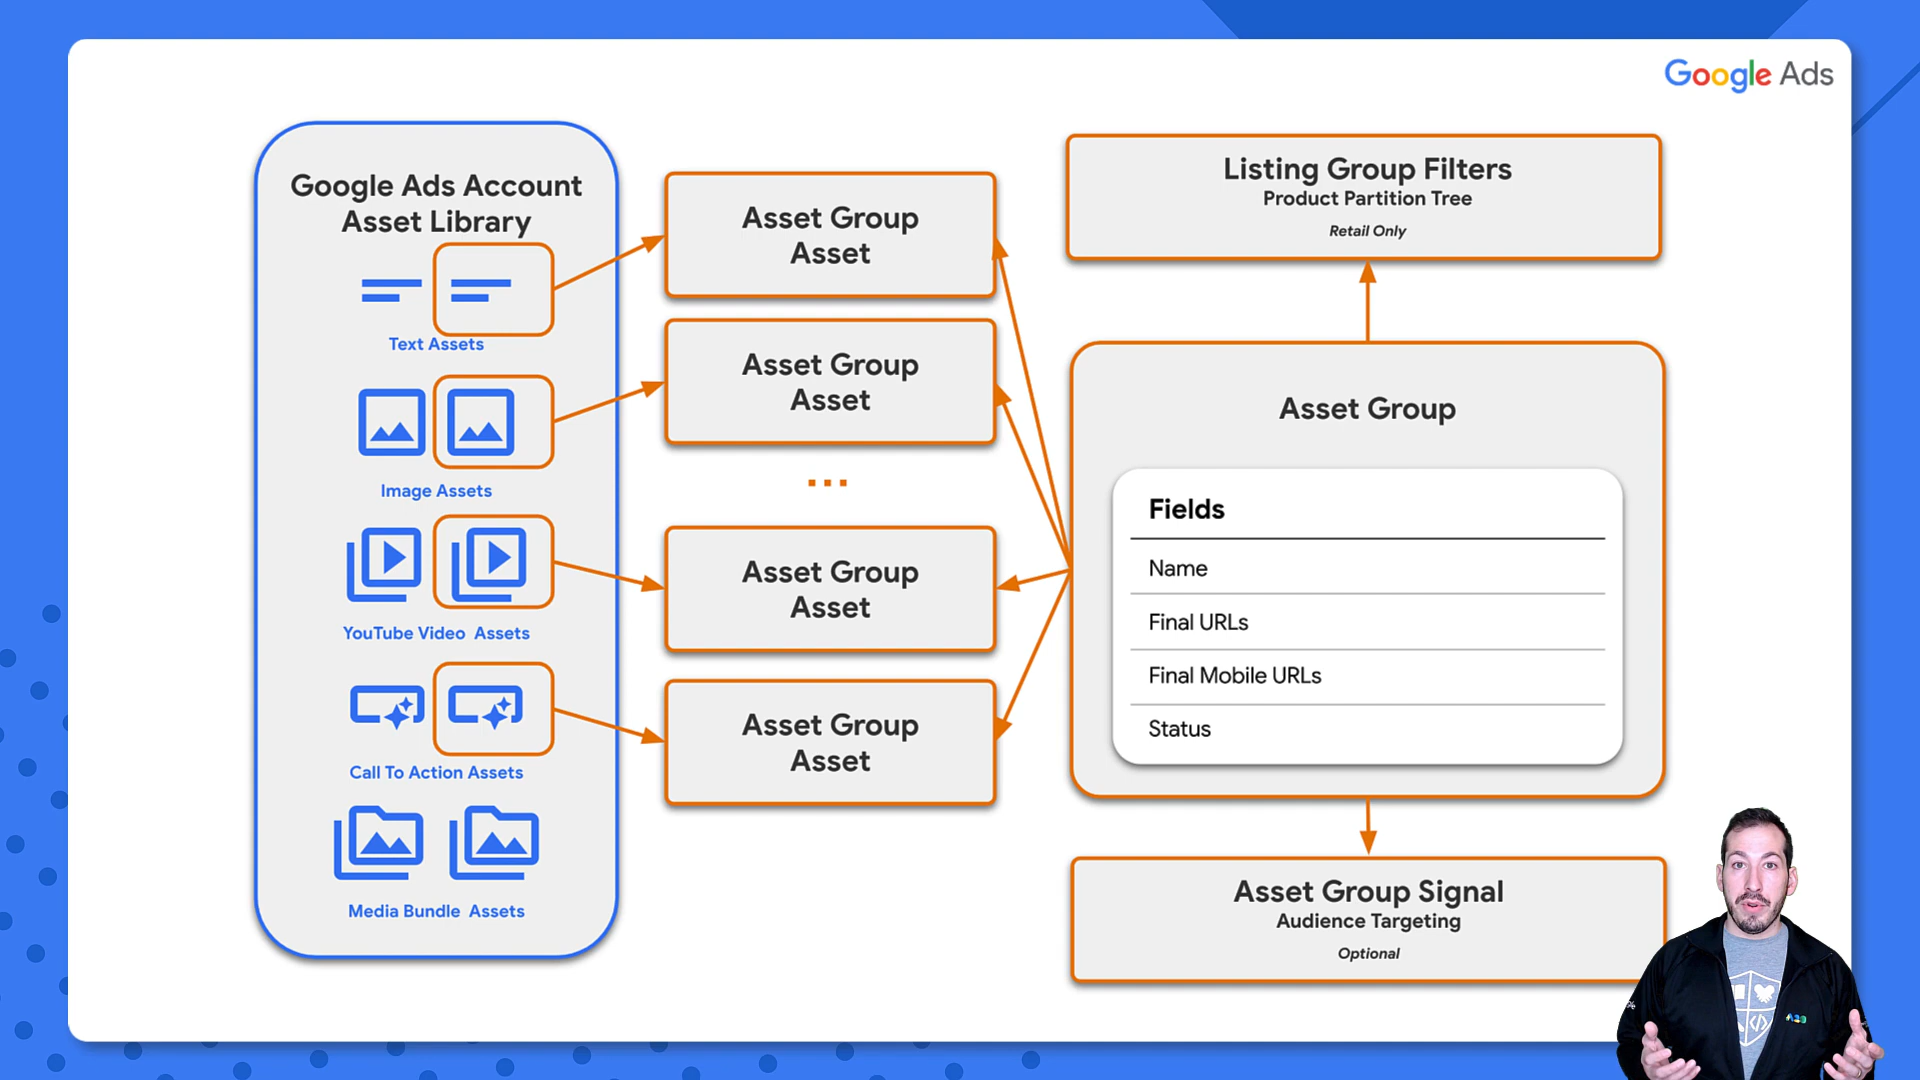 Google Ads
Google Ads Account
Asset Library
Text Assets
Image Assets
YouTube Video Assets
Call To Action Assets
Media Bundle Assets
Asset Group
Asset
Asset Group
Asset
...
Asset Group
Asset
Asset Group
Asset
Listing Group Filters
Product Partition Tree
Retail Only
Asset Group
Fields
Name
Final URLs
Final Mobile URLs
Status
Asset Group Signal
Audience Targeting
Optional